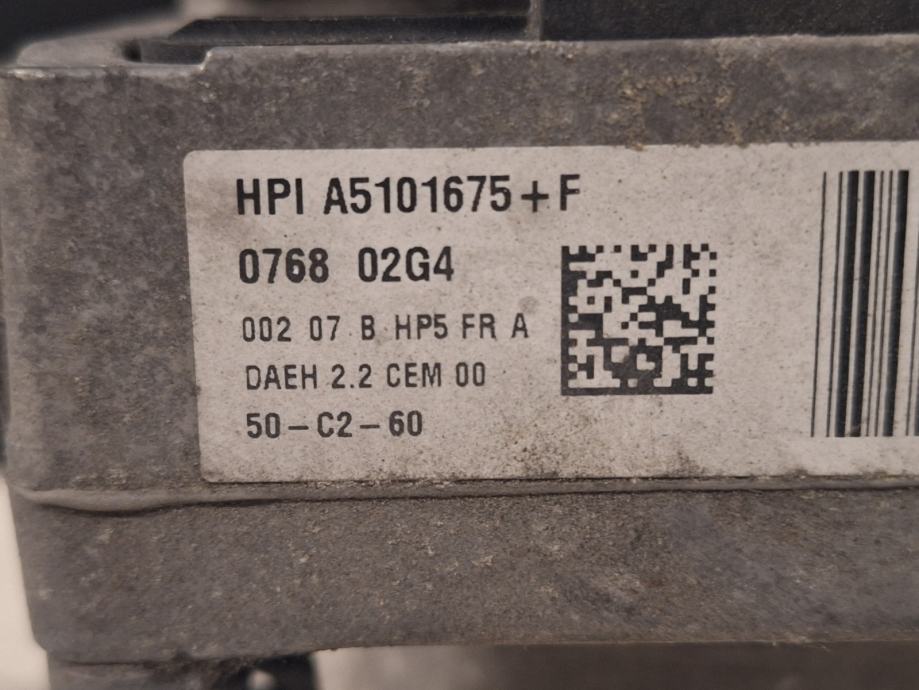 HPI A5101675+F
0768 02G4
002 07 B HP5 FR A
DAEH 2.2 CEM 00
50-C2-60